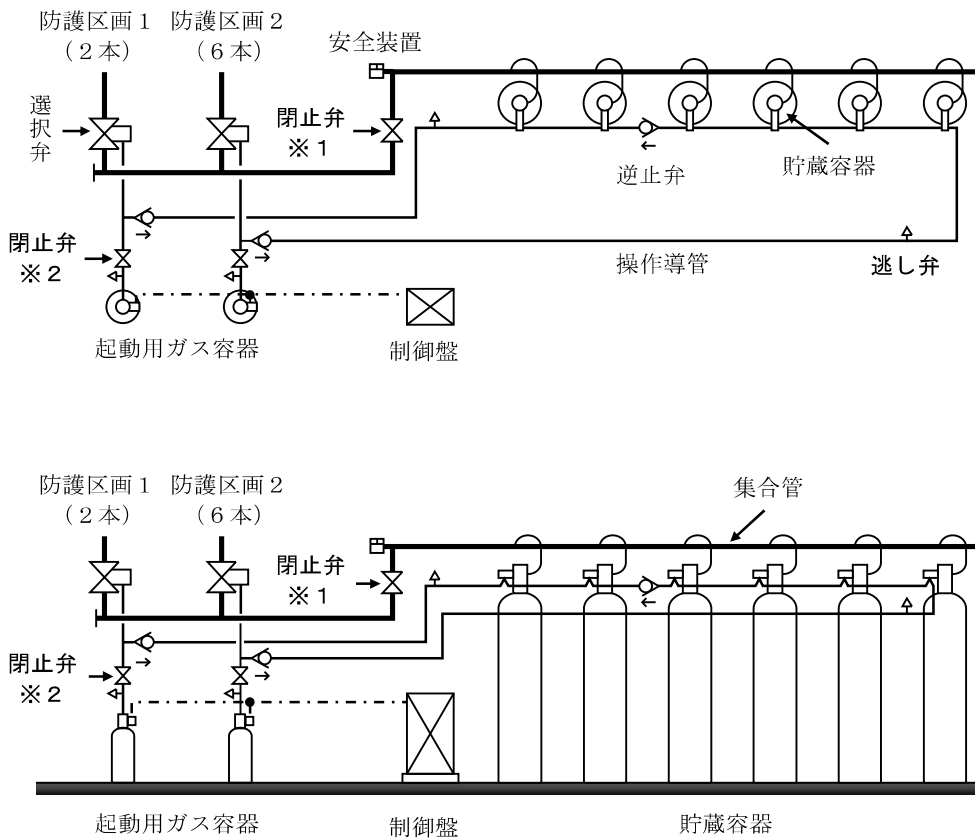 防護区画1 防護区画2
（2本） （6本）
安全装置
選択弁
閉止弁
※1
逆止弁
貯蔵容器
閉止弁
※2
操作導管
逃し弁
起動用ガス容器
制御盤
防護区画1 防護区画2
（2本） （6本）
集合管
閉止弁
※1
閉止弁
※2
起動用ガス容器
制御盤
貯蔵容器